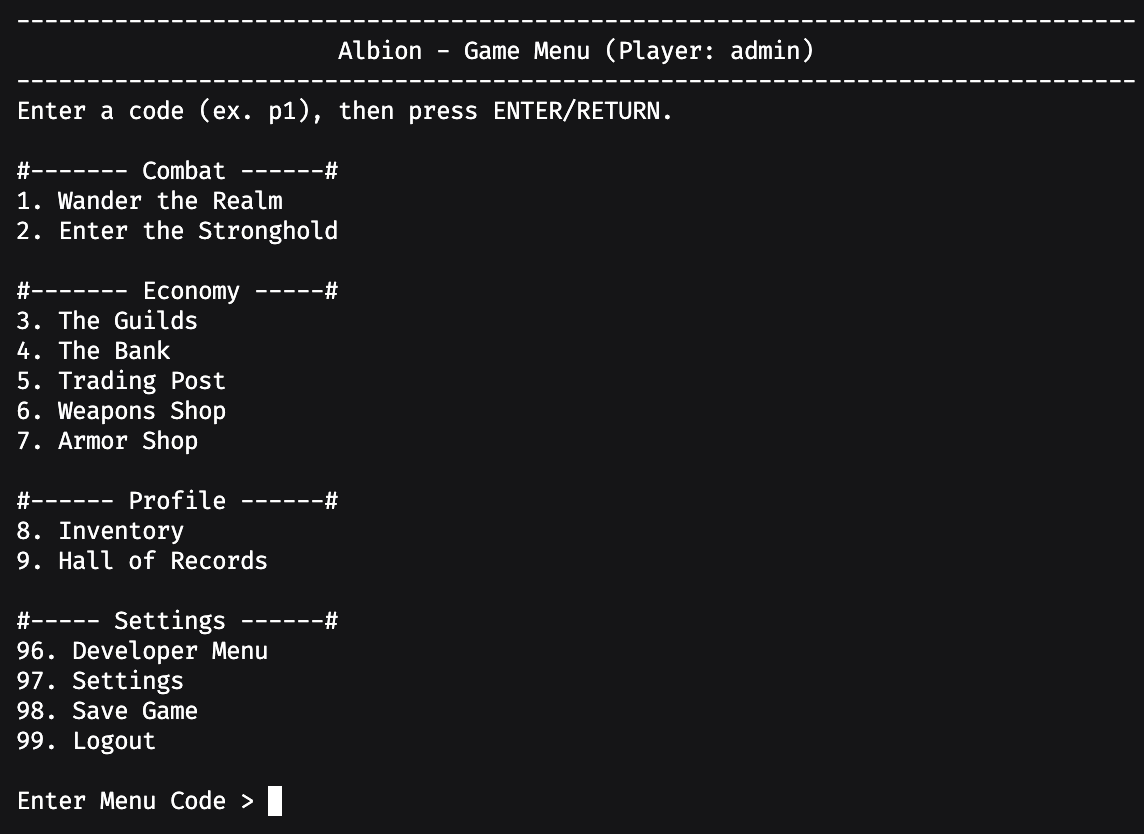 --------------------------------------------------------------------------------
Albion - Game Menu (Player: admin)
--------------------------------------------------------------------------------
Enter a code (ex. p1), then press ENTER/RETURN.
#------- Combat ------#
1. Wander the Realm
2. Enter the Stronghold
#------- Economy -----#
3. The Guilds
4. The Bank
5. Trading Post
6. Weapons Shop
7. Armor Shop
#------ Profile ------#
8. Inventory
9. Hall of Records
#----- Settings ------#
96. Developer Menu
97. Settings
98. Save Game
99. Logout
Enter Menu Code >